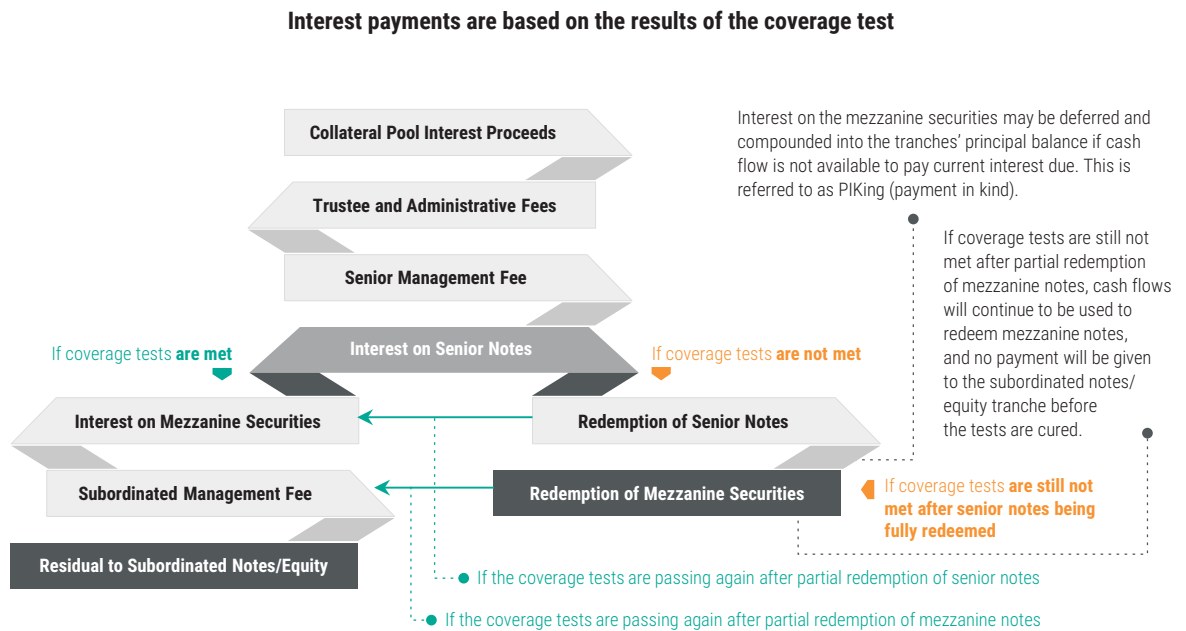 Interest payments are based on the results of the coverage test
Collateral Pool Interest Proceeds
Trustee and Administrative Fees
Senior Management Fee
Interest on Senior Notes
If coverage tests are met
If coverage tests are not met
Interest on Mezzanine Securities
Redemption of Senior Notes
Subordinated Management Fee
Redemption of Mezzanine Securities
Residual to Subordinated Notes/Equity
Interest on the mezzanine securities may be deferred and
compounded into the tranches’ principal balance if cash
flow is not available to pay current interest due. This is
referred to as PIKing (payment in kind).
If coverage tests are still not
met after partial redemption
of mezzanine notes, cash flows
will continue to be used to
redeem mezzanine notes,
and no payment will be given
to the subordinated notes/
equity tranche before
the tests are cured.
If coverage tests are still not
met after senior notes being
fully redeemed
If the coverage tests are passing again after partial redemption of senior notes
If the coverage tests are passing again after partial redemption of mezzanine notes